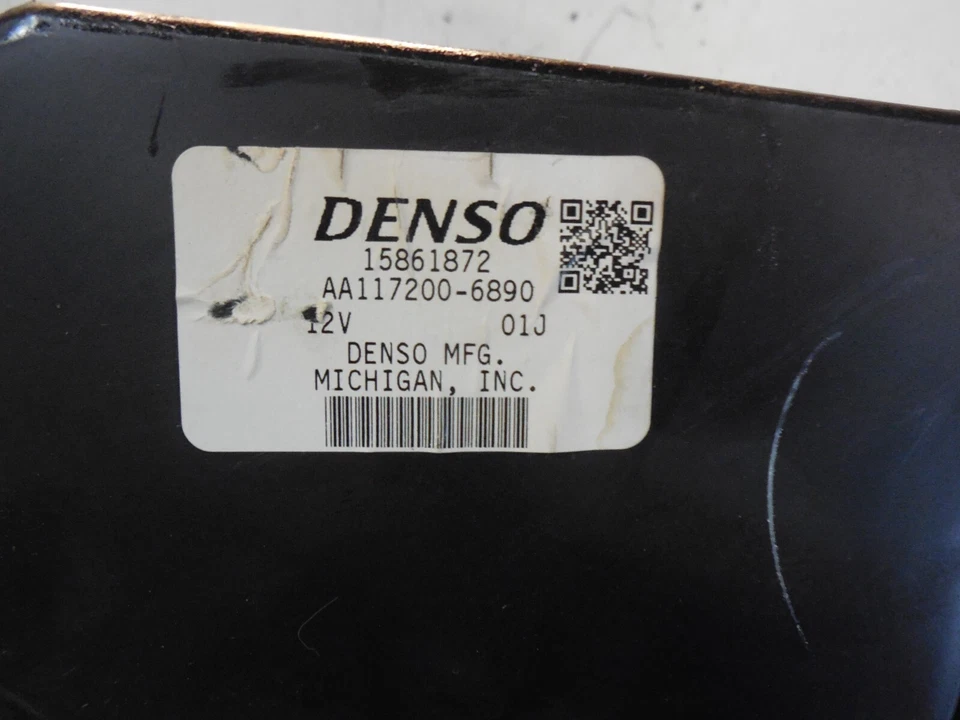 DENSO
15861872
AA117200-6890
12V 01J
DENSO MFG.
MICHIGAN, INC.